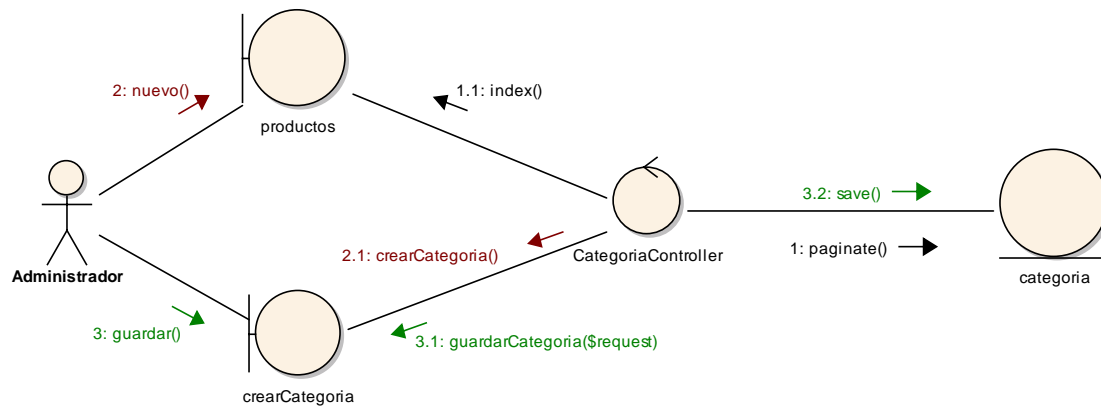 2: nuevo()
1.1: index()
productos
3.2: save()
2.1: crearCategoria()
CategoriaController
1: paginate()
Administrador
categoria
3: guardar()
3.1: guardarCategoria($request)
crearCategoria